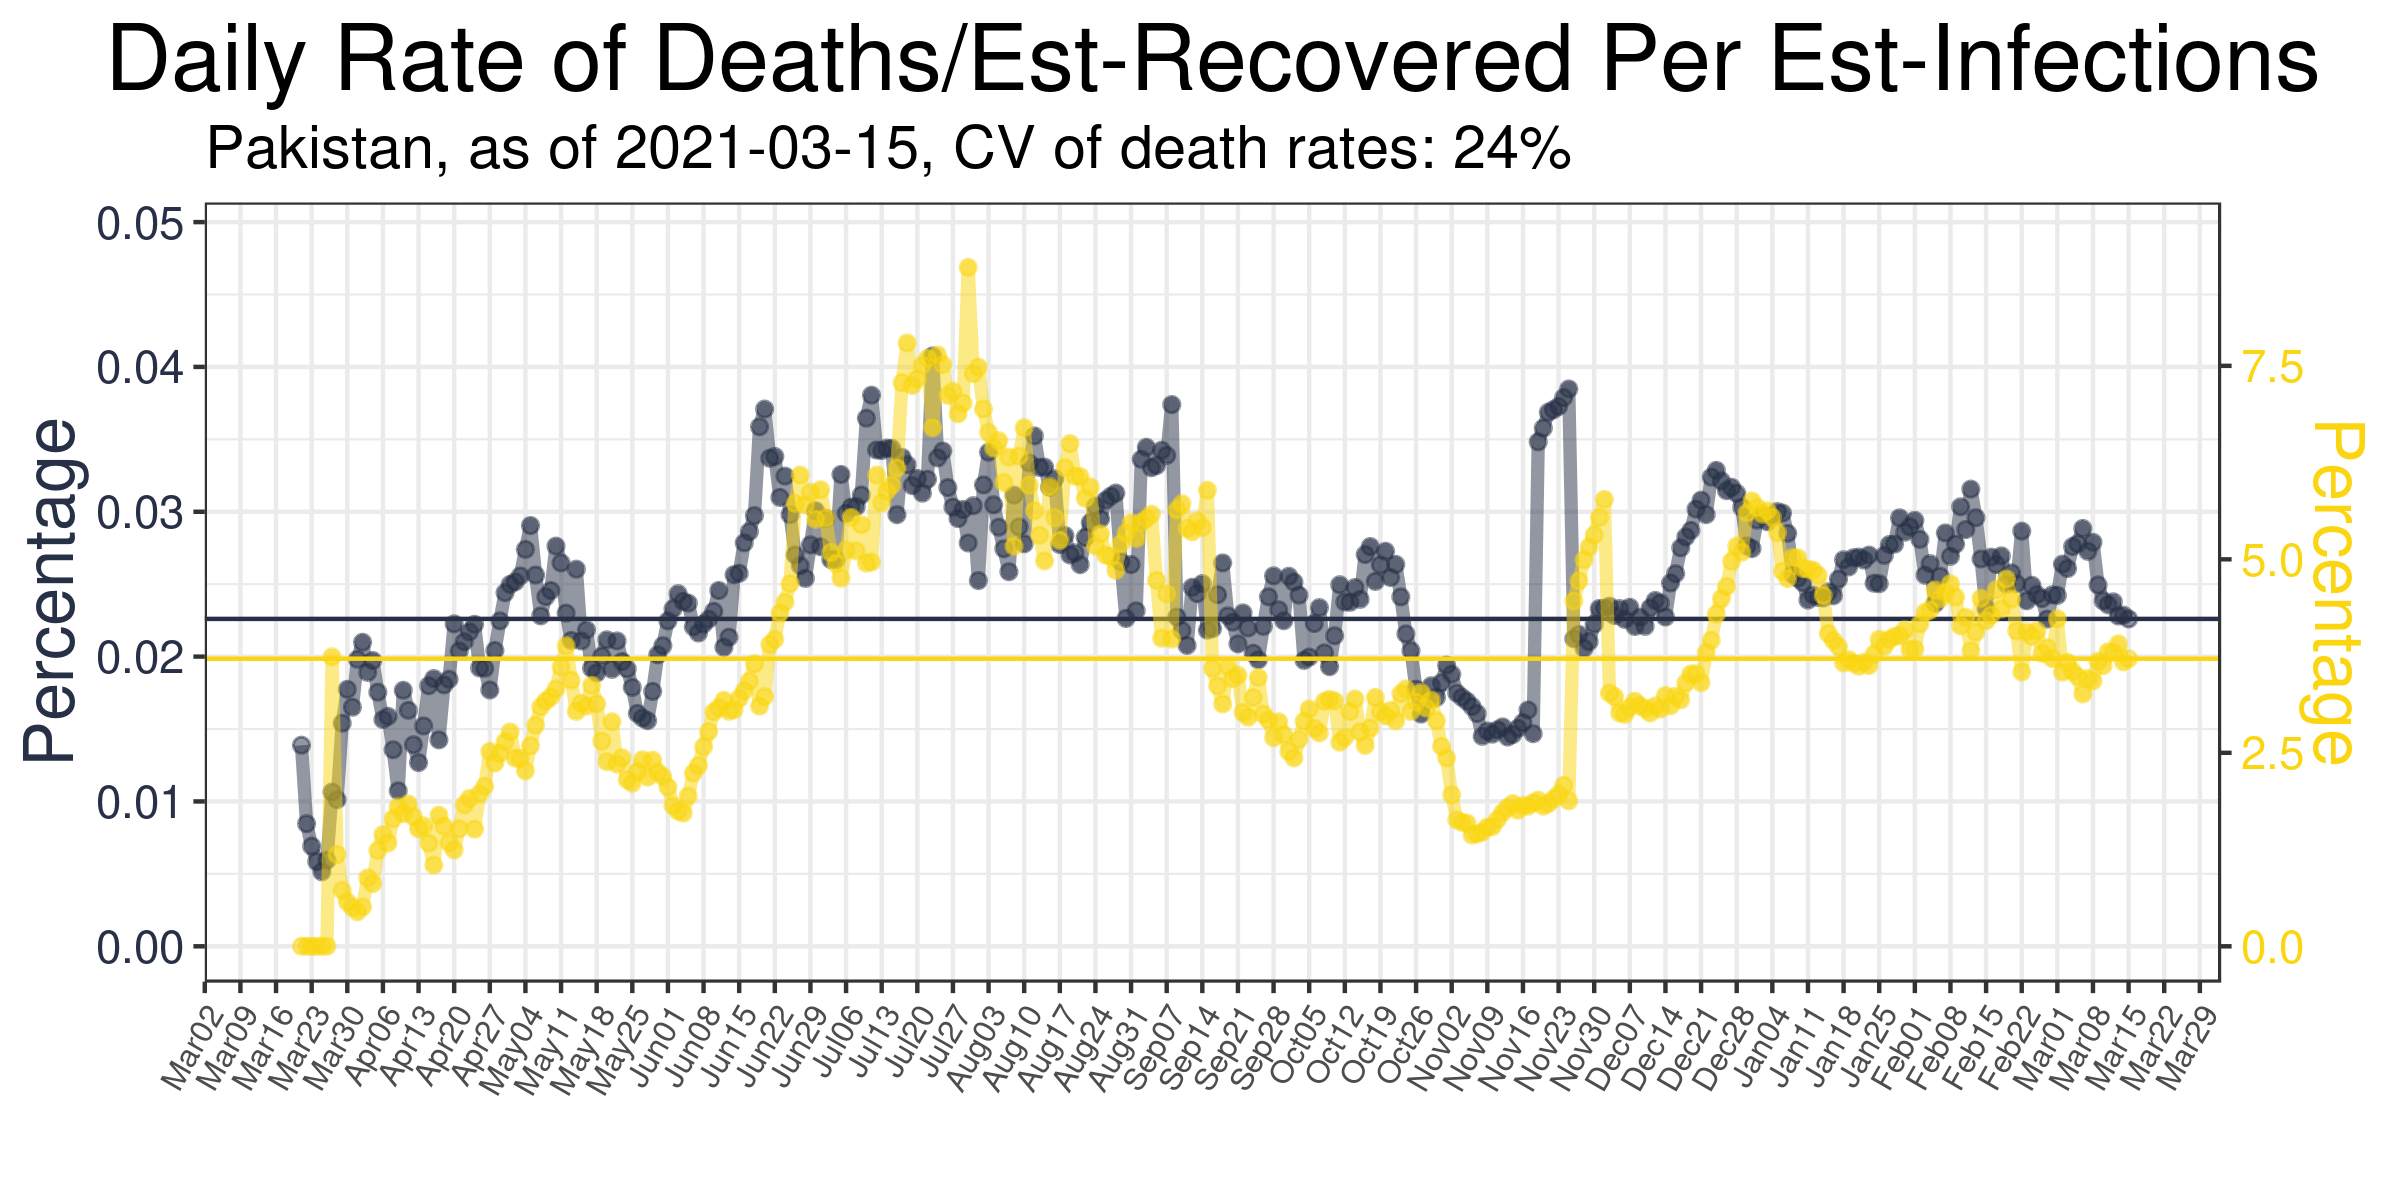 Daily Rate of Deaths/Est-Recovered Per Est-Infections
Pakistan, as of 2021-03-15, CV of death rates: 24%
Percentage
0.05
0.04
0.03
0.02
0.01
0.00
7.5
5.0
2.5
0.0
Percentage
Mar02
Mar09
Mar16
Mar23
Mar30
Apr06
Apr13
Apr20
Apr27
May04
May11
May18
May25
Jun01
Jun08
Jun15
Jun22
Jun29
Jul06
Jul13
Jul20
Jul27
Aug03
Aug10
Aug17
Aug24
Aug31
Sep07
Sep14
Sep21
Sep28
Oct05
Oct12
Oct19
Oct26
Nov02
Nov09
Nov16
Nov23
Nov30
Dec07
Dec14
Dec21
Dec28
Jan04
Jan11
Jan18
Jan25
Feb01
Feb08
Feb15
Feb22
Mar01
Mar08
Mar15
Mar22
Mar29